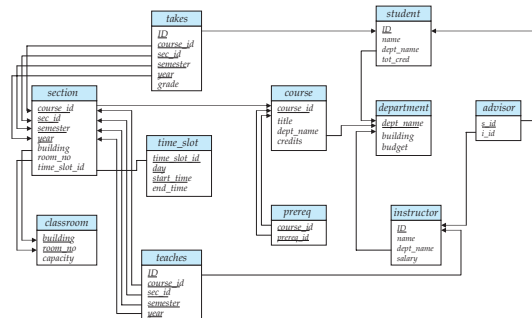 takes
ID
course_id
sec_id
semester
year
grade
student
ID
name
dept_name
tot_cred
section
course_id
sec_id
semester
year
building
room_no
time_slot_id
course
course_id
title
dept_name
credits
department
dept_name
building
budget
advisor
s_id
i_id
time_slot
time_slot_id
day
start_time
end_time
prereq
course_id
prereq_id
instructor
ID
name
dept_name
salary
classroom
building
room_no
capacity
teaches
ID
course_id
sec_id
semester
year